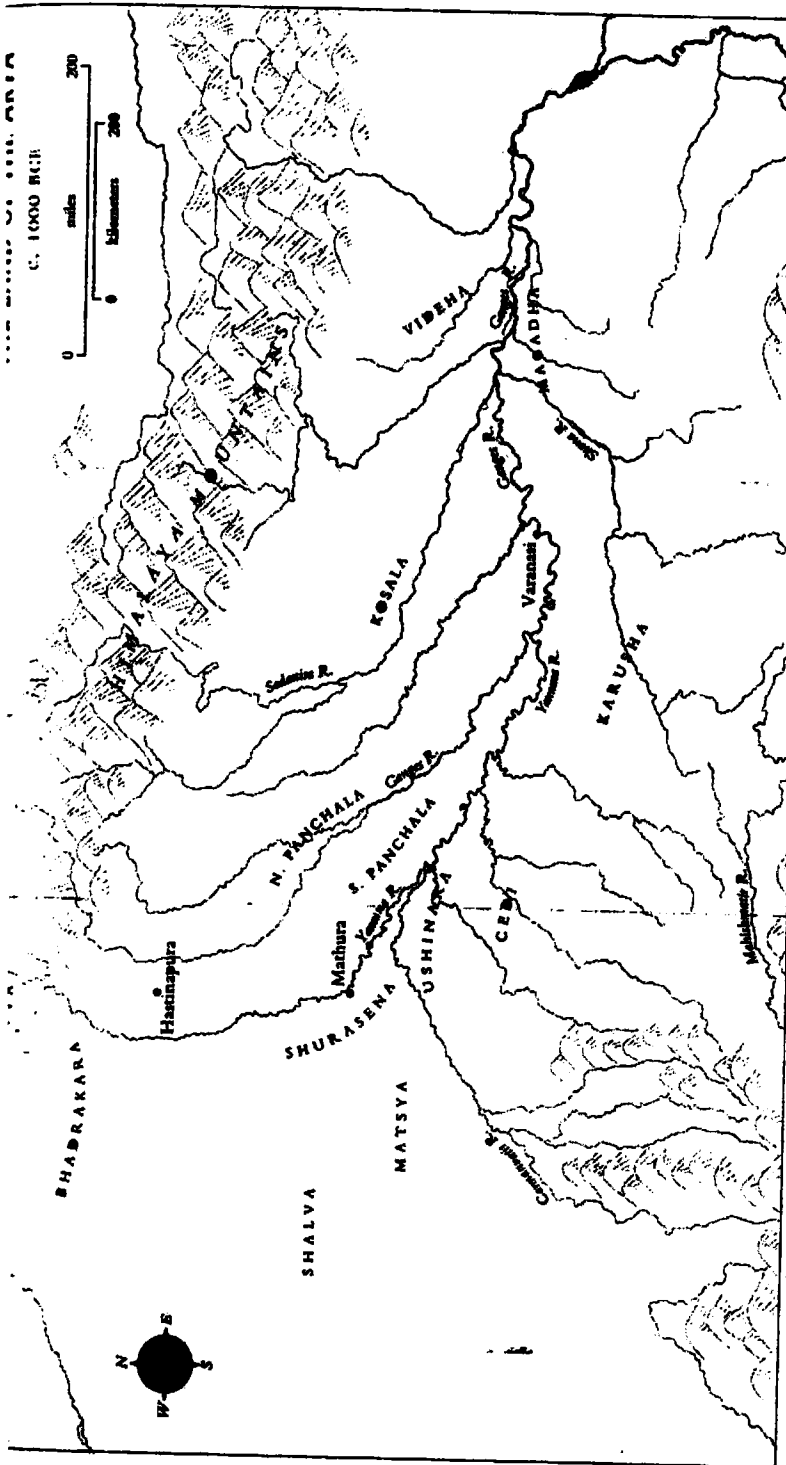 C. 1000 BCE
0 miles 200
0 kilometers 200
HIMALAYA MOUNTAINS
BHADRAKARA
Hastinapura
N. PANCHALA
Ganges R.
Sadanira R.
KOSALA
VIDEHA
SHALVA
Mathura
SHURASENA
Yamuna R.
S. PANCHALA
MATSYA
USHINARA
CEDI
Yamuna R.
Varanasi
Ganges R.
Ganges R.
MAGADHA
KARUSHA
N
W E
S